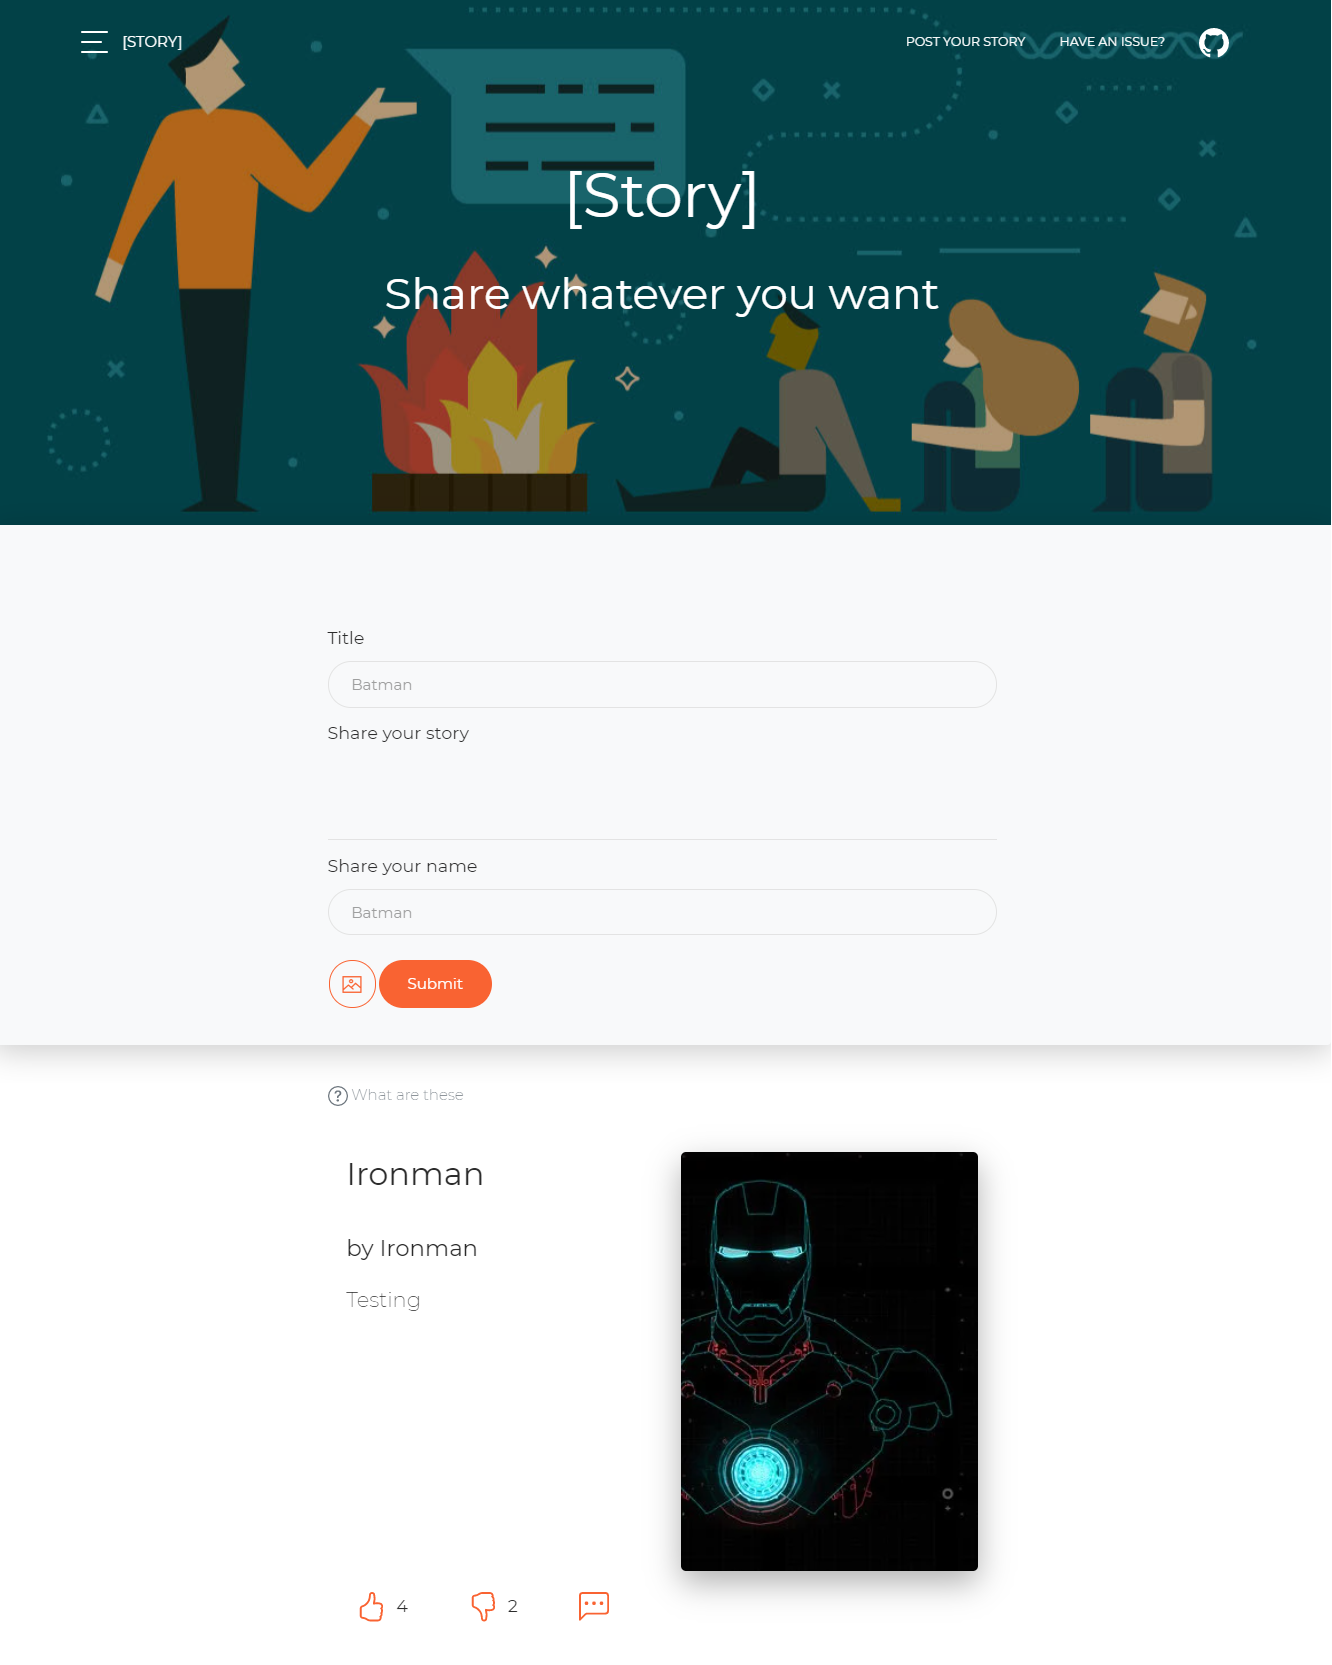 [STORY]
POST YOUR STORY
HAVE AN ISSUE?
[Story]
Share whatever you want
Title
Batman
Share your story
Share your name
Batman
Submit
What are these
Ironman
by Ironman
Testing
4
2